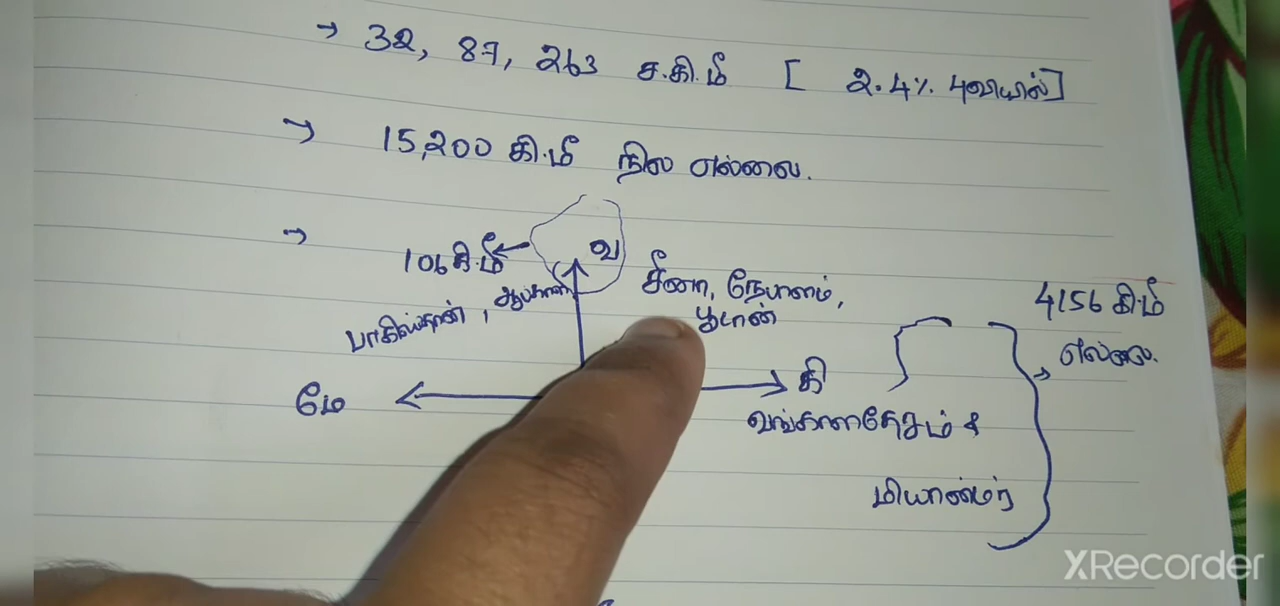 → 32, 87, 263 ச.கி.மீ [ 2.4% புவியில்]
→ 15,200 கி.மீ நில எல்லை.
→ 106 கி.மீ ← வ
பாகிஸ்தான், ஆப்கான்
சீனா, நேபாளம்,
பூடான்
4156 கி.மீ
எல்லை.
மே
கி
வங்காளதேசம் &
மியான்மர்
XRecorder